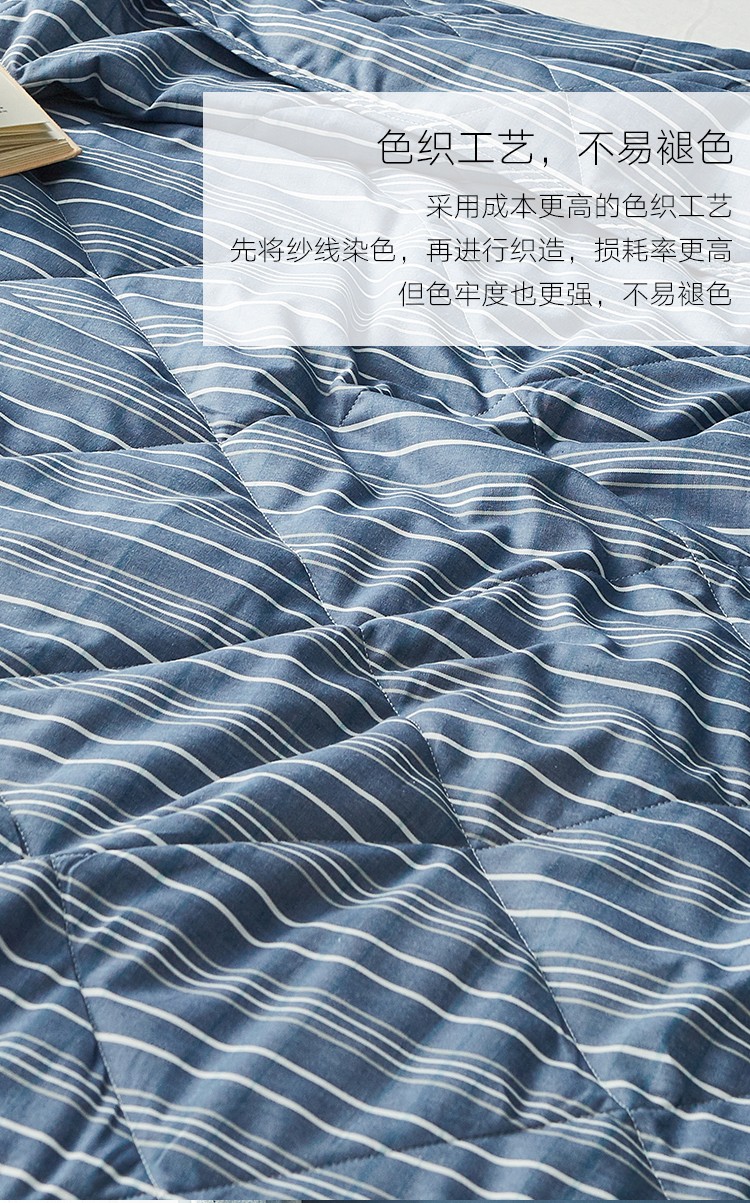 色织工艺，不易褪色
采用成本更高的色织工艺
先将纱线染色，再进行织造，损耗率更高
但色牢度也更强，不易褪色